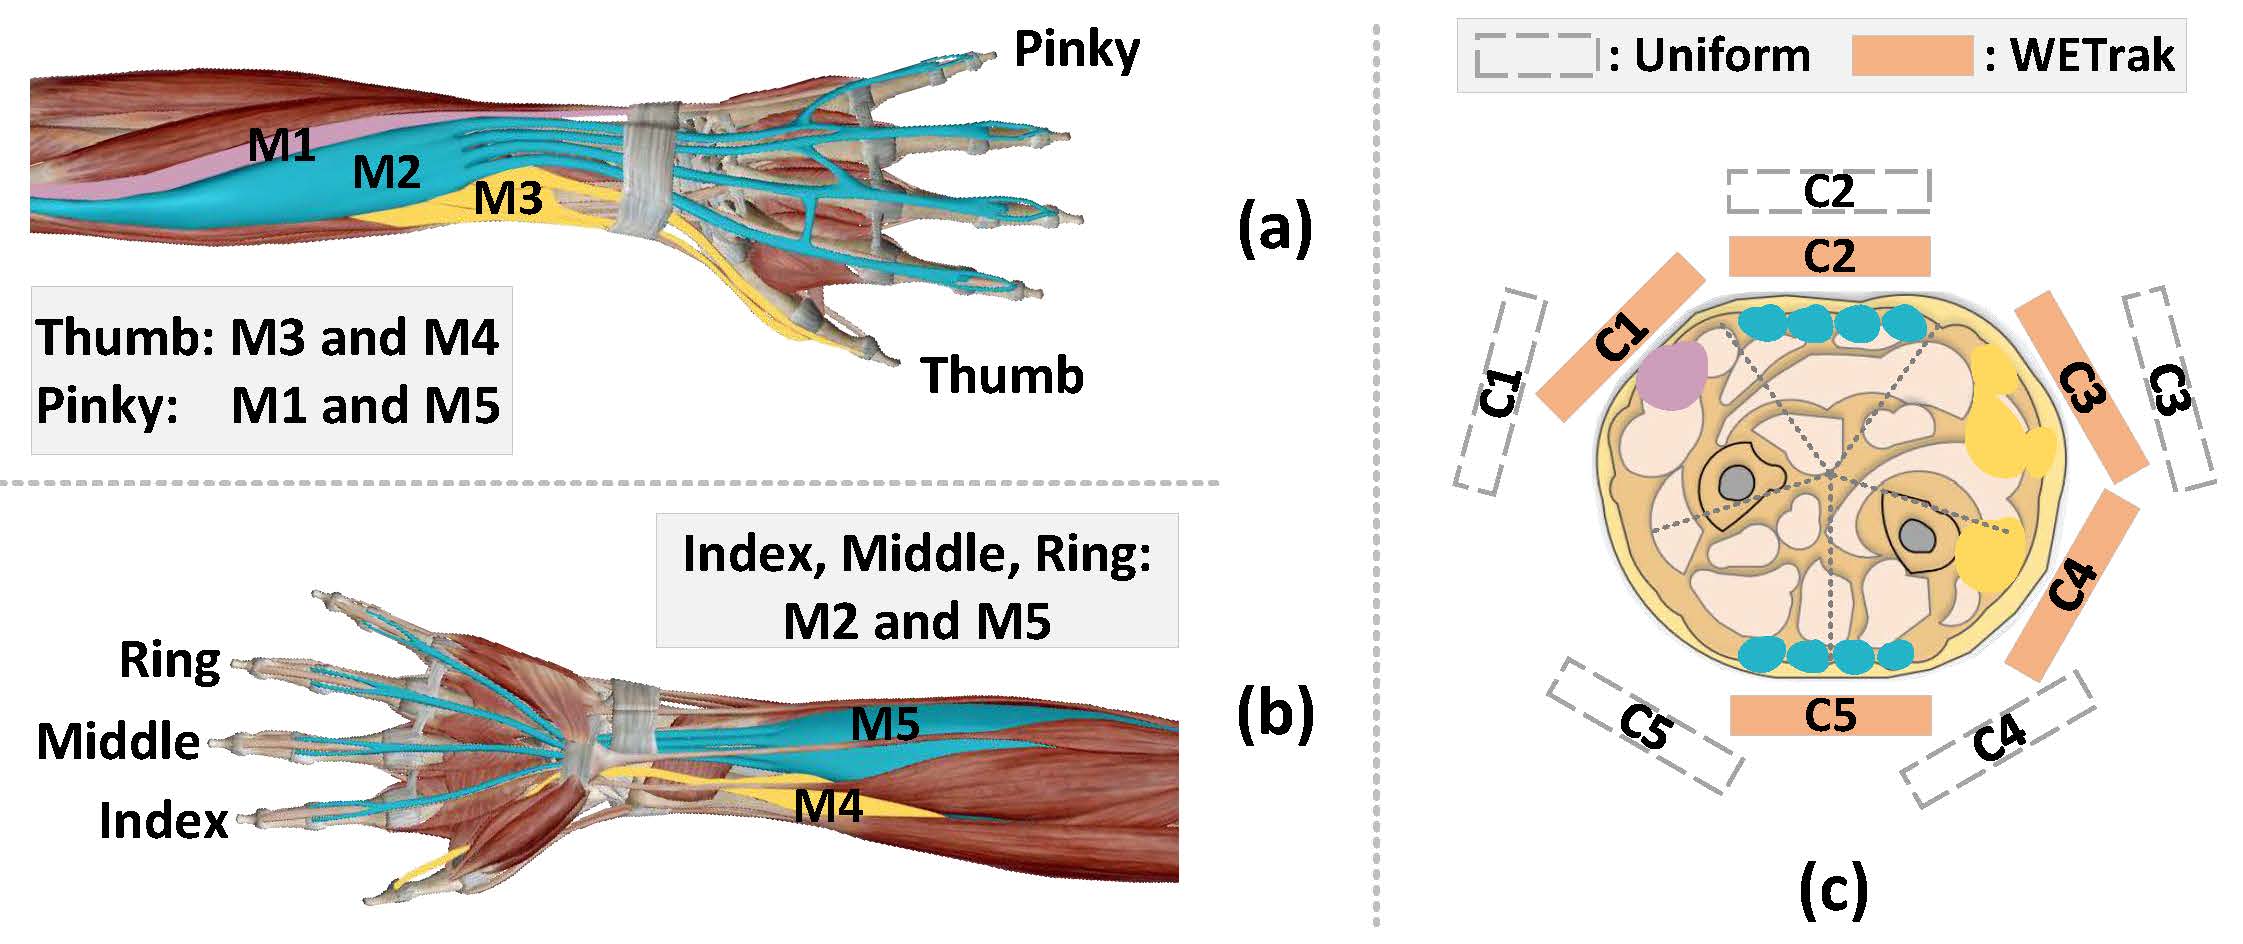 Pinky
M1
M2
M3
(a)
Thumb: M3 and M4
Pinky: M1 and M5
Thumb
Index, Middle, Ring:
M2 and M5
Ring
Middle
Index
M5
M4
(b)
: Uniform : WETrak
C2
C2
C1
C1
C3
C3
C4
C5
C5
C4
(c)